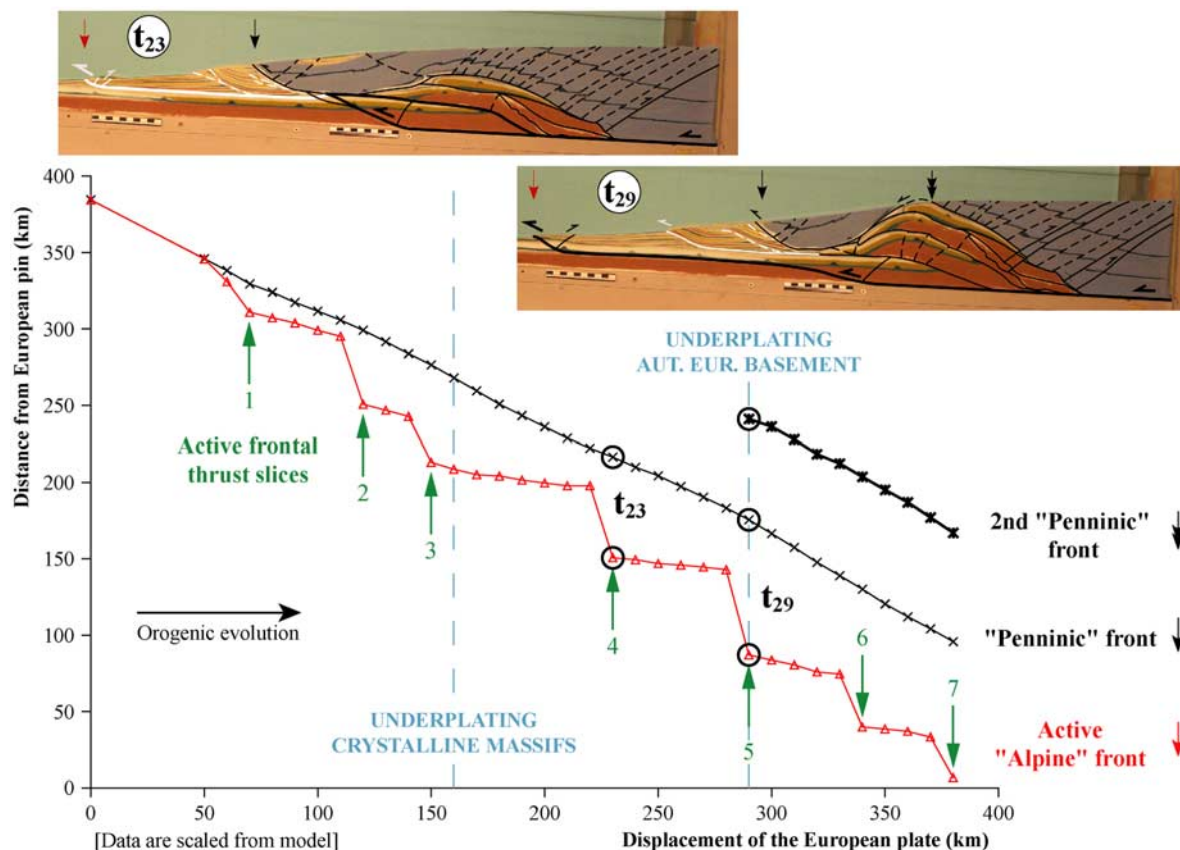 t23
t29
400
350
300
250
200
150
100
50
0
Distance from European pin (km)
UNDERPLATING
AUT. EUR. BASEMENT
1
Active frontal
thrust slices
2
3
t23
4
t29
5
6
7
2nd "Penninic"
front
"Penninic" front
Active
"Alpine" front
Orogenic evolution
UNDERPLATING
CRYSTALLINE MASSIFS
0
50
100
150
200
250
300
350
400
[Data are scaled from model]
Displacement of the European plate (km)